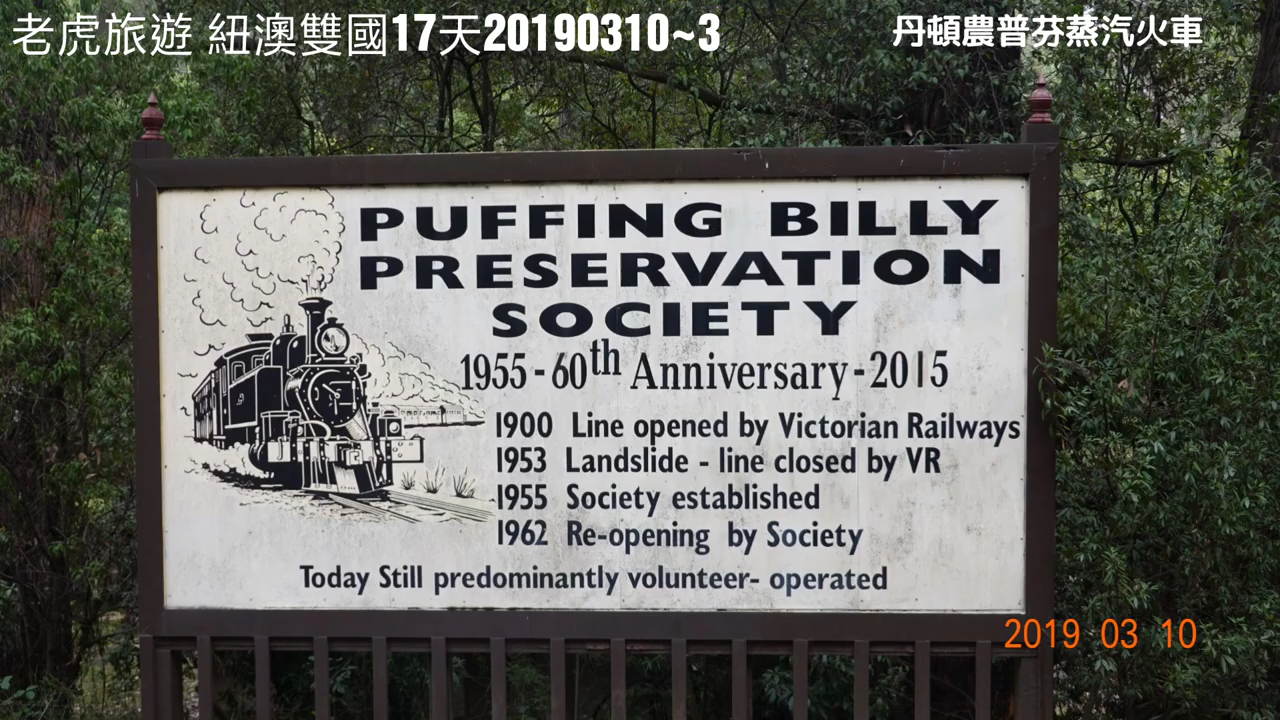 老虎旅遊 紐澳雙國17天20190310~3
丹頓農普芬蒸汽火車
PUFFING BILLY
PRESERVATION
SOCIETY
1955-60th Anniversary-2015
1900 Line opened by Victorian Railways
1953 Landslide - line closed by VR
1955 Society established
1962 Re-opening by Society
Today Still predominantly volunteer- operated
2019 03 10